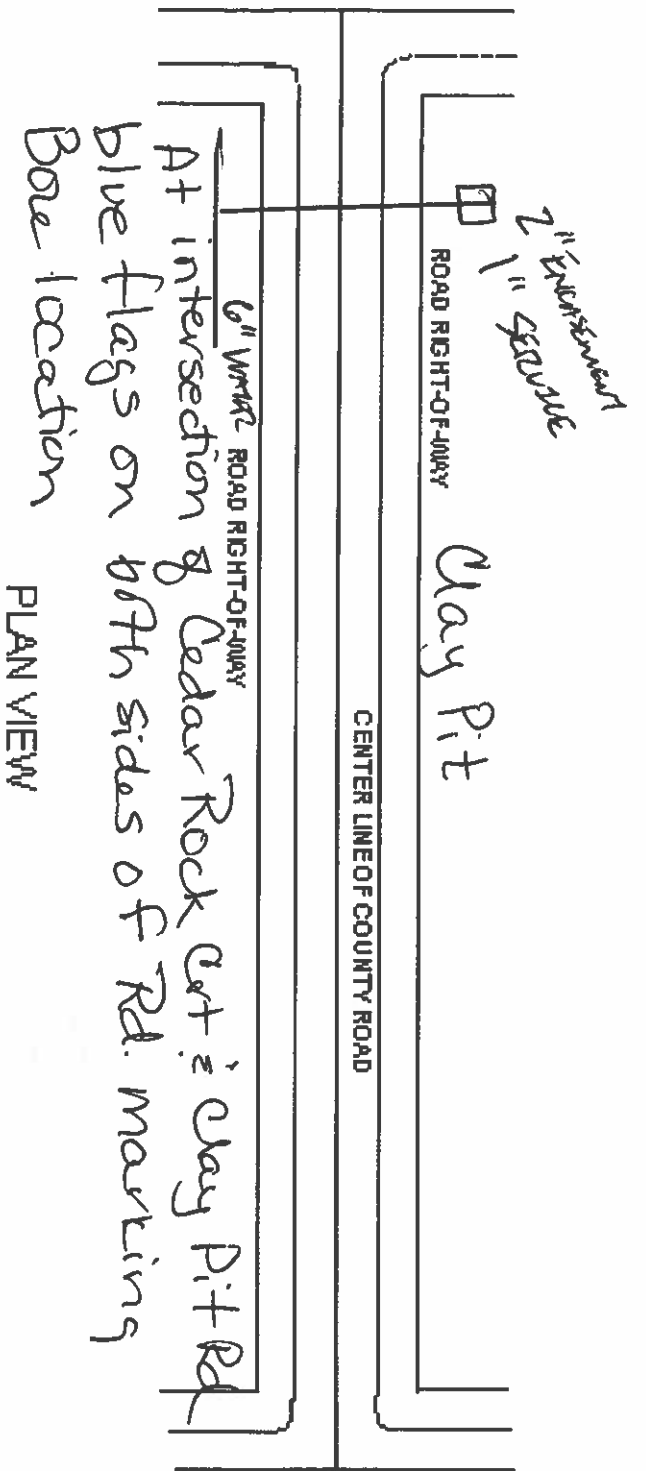 2" ENCASEMENT
1" SERVICE
ROAD RIGHT-OF-WAY
Clay Pit
CENTER LINE OF COUNTY ROAD
6" WATER ROAD RIGHT-OF-WAY
At intersection of Cedar Rock Crt & Clay Pit Rd
blue flags on both sides of Rd. marking
Bore location
PLAN VIEW